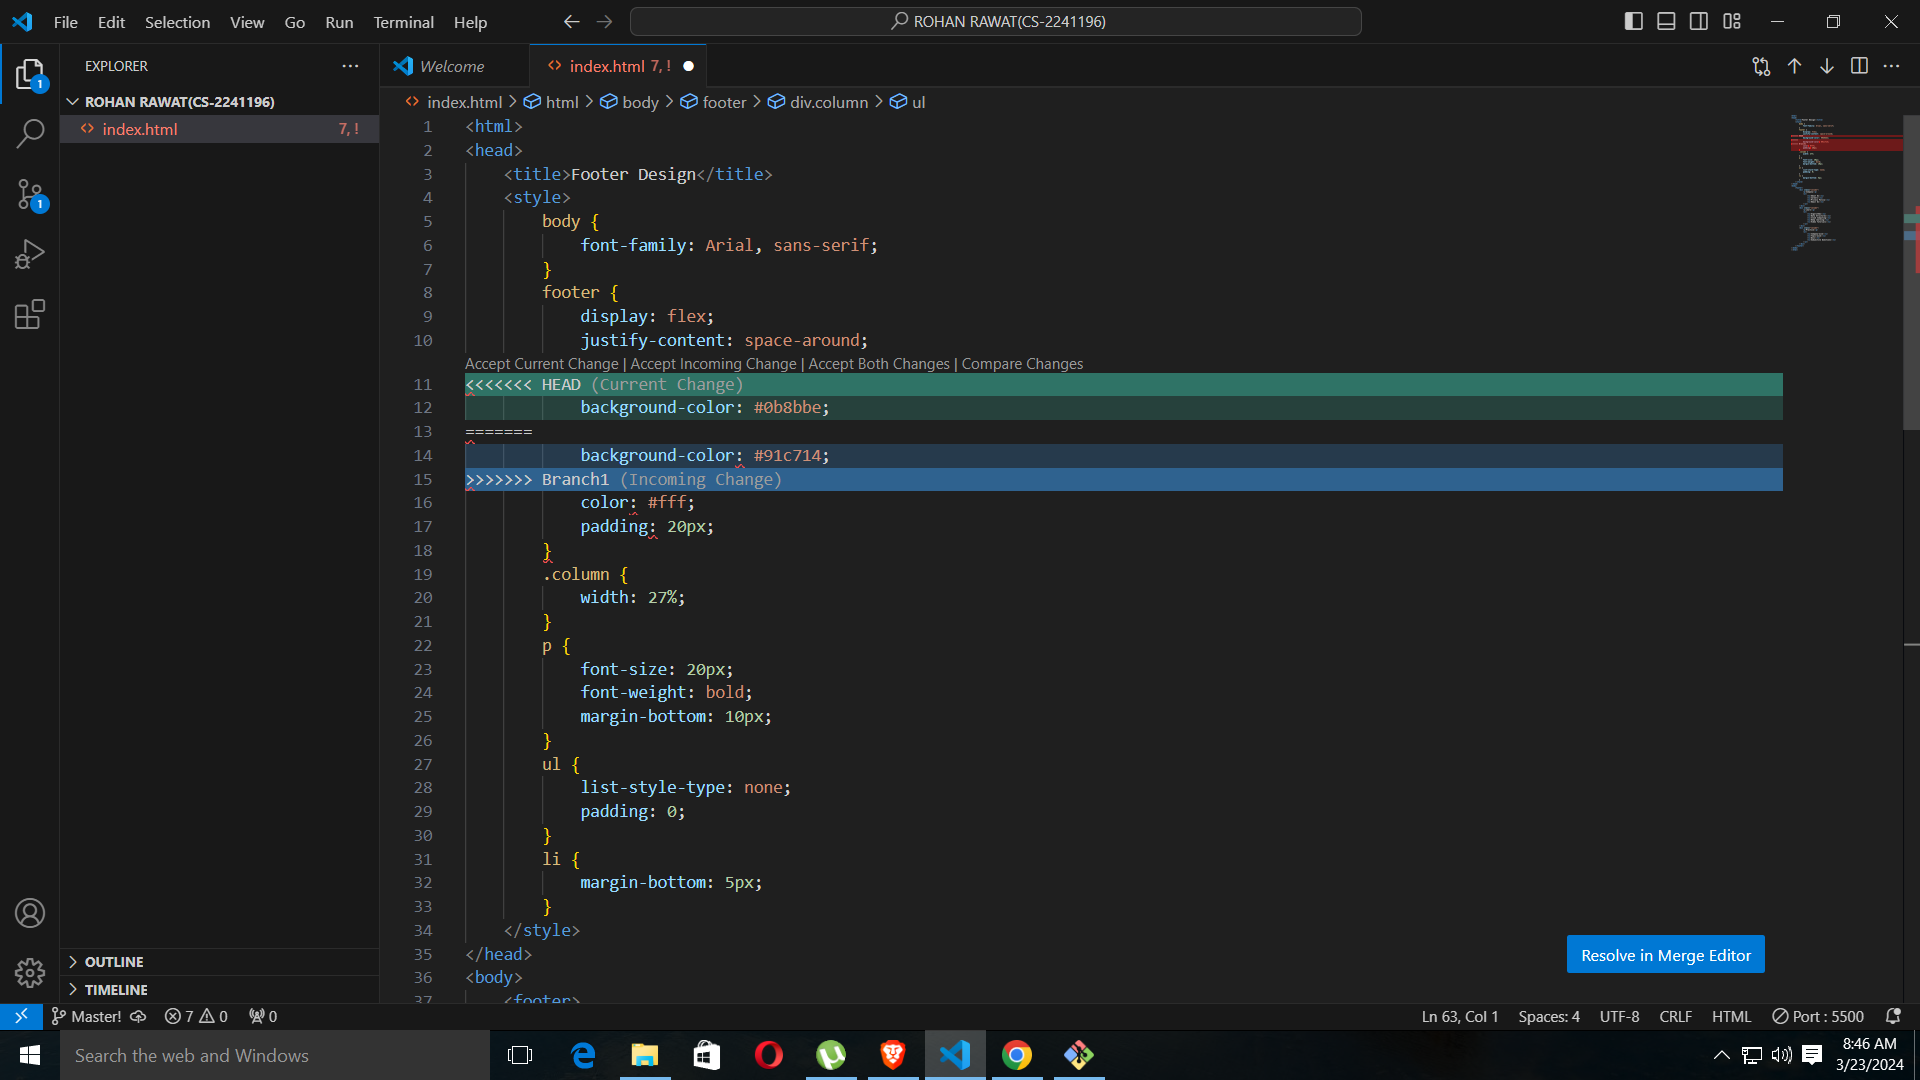 File Edit Selection View Go Run Terminal Help
ROHAN RAWAT(CS-2241196)
EXPLORER
ROHAN RAWAT(CS-2241196)
index.html 7, !
Welcome
index.html 7, !
index.html > html > body > footer > div.column > ul
1 <html>
2 <head>
3 <title>Footer Design</title>
4 <style>
5 body {
6 font-family: Arial, sans-serif;
7 }
8 footer {
9 display: flex;
10 justify-content: space-around;
Accept Current Change | Accept Incoming Change | Accept Both Changes | Compare Changes
11 <<<<<<< HEAD (Current Change)
12 background-color: #0b8bbe;
13 =======
14 background-color: #91c714;
15 >>>>>>> Branch1 (Incoming Change)
16 color: #fff;
17 padding: 20px;
18 }
19 .column {
20 width: 27%;
21 }
22 p {
23 font-size: 20px;
24 font-weight: bold;
25 margin-bottom: 10px;
26 }
27 ul {
28 list-style-type: none;
29 padding: 0;
30 }
31 li {
32 margin-bottom: 5px;
33 }
34 </style>
35 </head>
36 <body>
37 <footer>
1
1
OUTLINE
TIMELINE
Resolve in Merge Editor
Master! 7 0 0
Ln 63, Col 1 Spaces: 4 UTF-8 CRLF HTML Port : 5500
Search the web and Windows
8:46 AM
3/23/2024